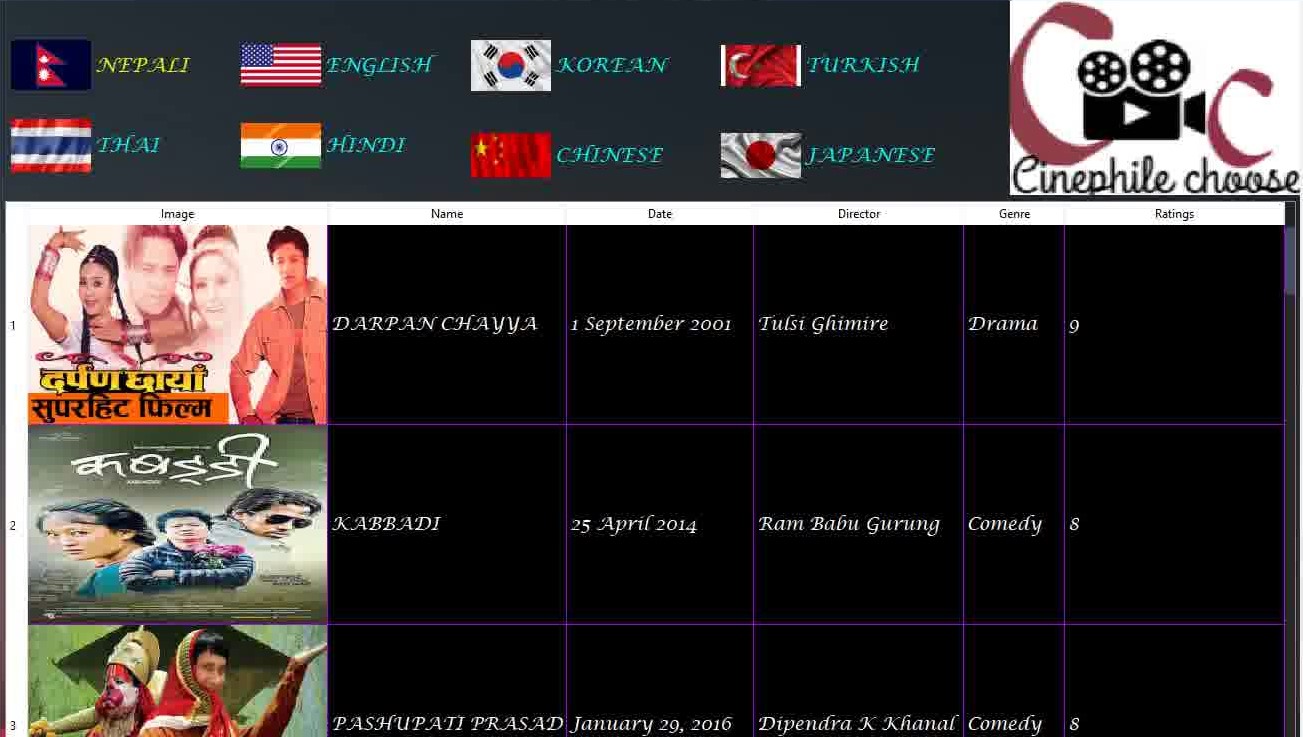 NEPALI ENGLISH KOREAN TURKISH
THAI HINDI CHINESE JAPANESE
Cinephile choose
Image Name Date Director Genre Ratings
1 DARPAN CHAYYA 1 September 2001 Tulsi Ghimire Drama 9
दर्पण छायाँ
सुपरहिट फिल्म
कबड्डी
2 KABBADI 25 April 2014 Ram Babu Gurung Comedy 8
3 PASHUPATI PRASAD January 29, 2016 Dipendra K Khanal Comedy 8